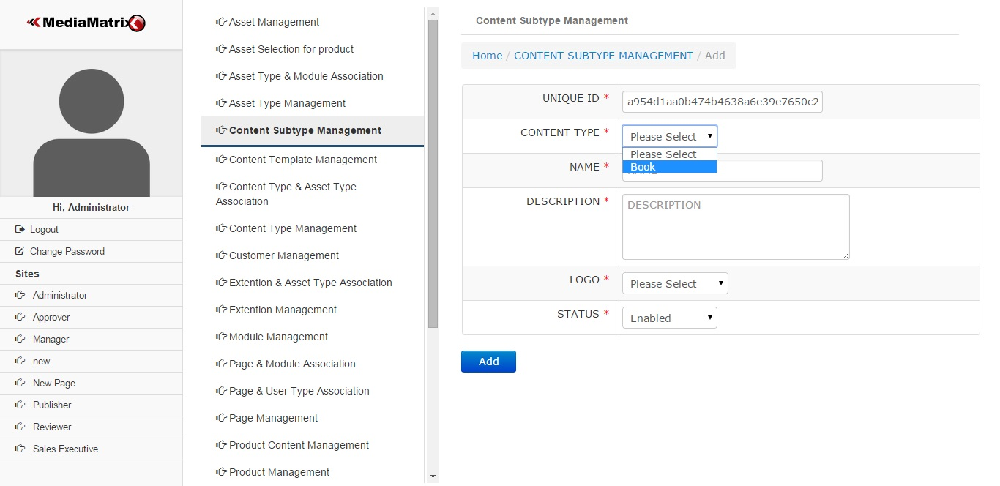 MediaMatrix
Hi, Administrator
Logout
Change Password
Sites
Administrator
Approver
Manager
new
New Page
Publisher
Reviewer
Sales Executive
Asset Management
Asset Selection for product
Asset Type & Module Association
Asset Type Management
Content Subtype Management
Content Template Management
Content Type & Asset Type
Association
Content Type Management
Customer Management
Extention & Asset Type Association
Extention Management
Module Management
Page & Module Association
Page & User Type Association
Page Management
Product Content Management
Product Management
Content Subtype Management
Home / CONTENT SUBTYPE MANAGEMENT / Add
UNIQUE ID * a954d1aa0b474b4638a6e39e7650c2
CONTENT TYPE * Please Select
Please Select
Book
NAME *
DESCRIPTION * DESCRIPTION
LOGO * Please Select
STATUS * Enabled
Add